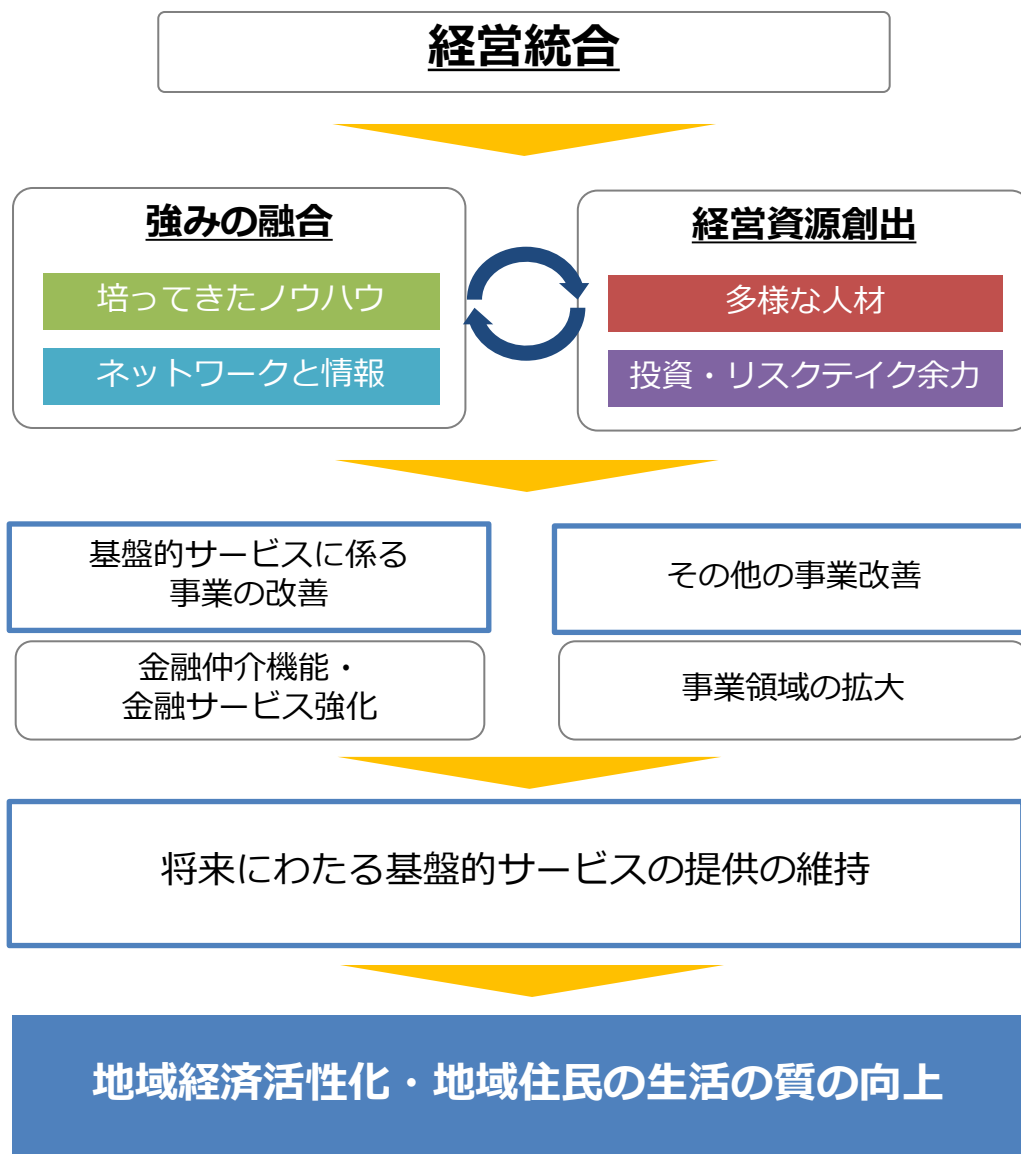 経営統合
強みの融合
培ってきたノウハウ
ネットワークと情報
経営資源創出
多様な人材
投資・リスクテイク余力
基盤的サービスに係る
事業の改善
金融仲介機能・
金融サービス強化
その他の事業改善
事業領域の拡大
将来にわたる基盤的サービスの提供の維持
地域経済活性化・地域住民の生活の質の向上